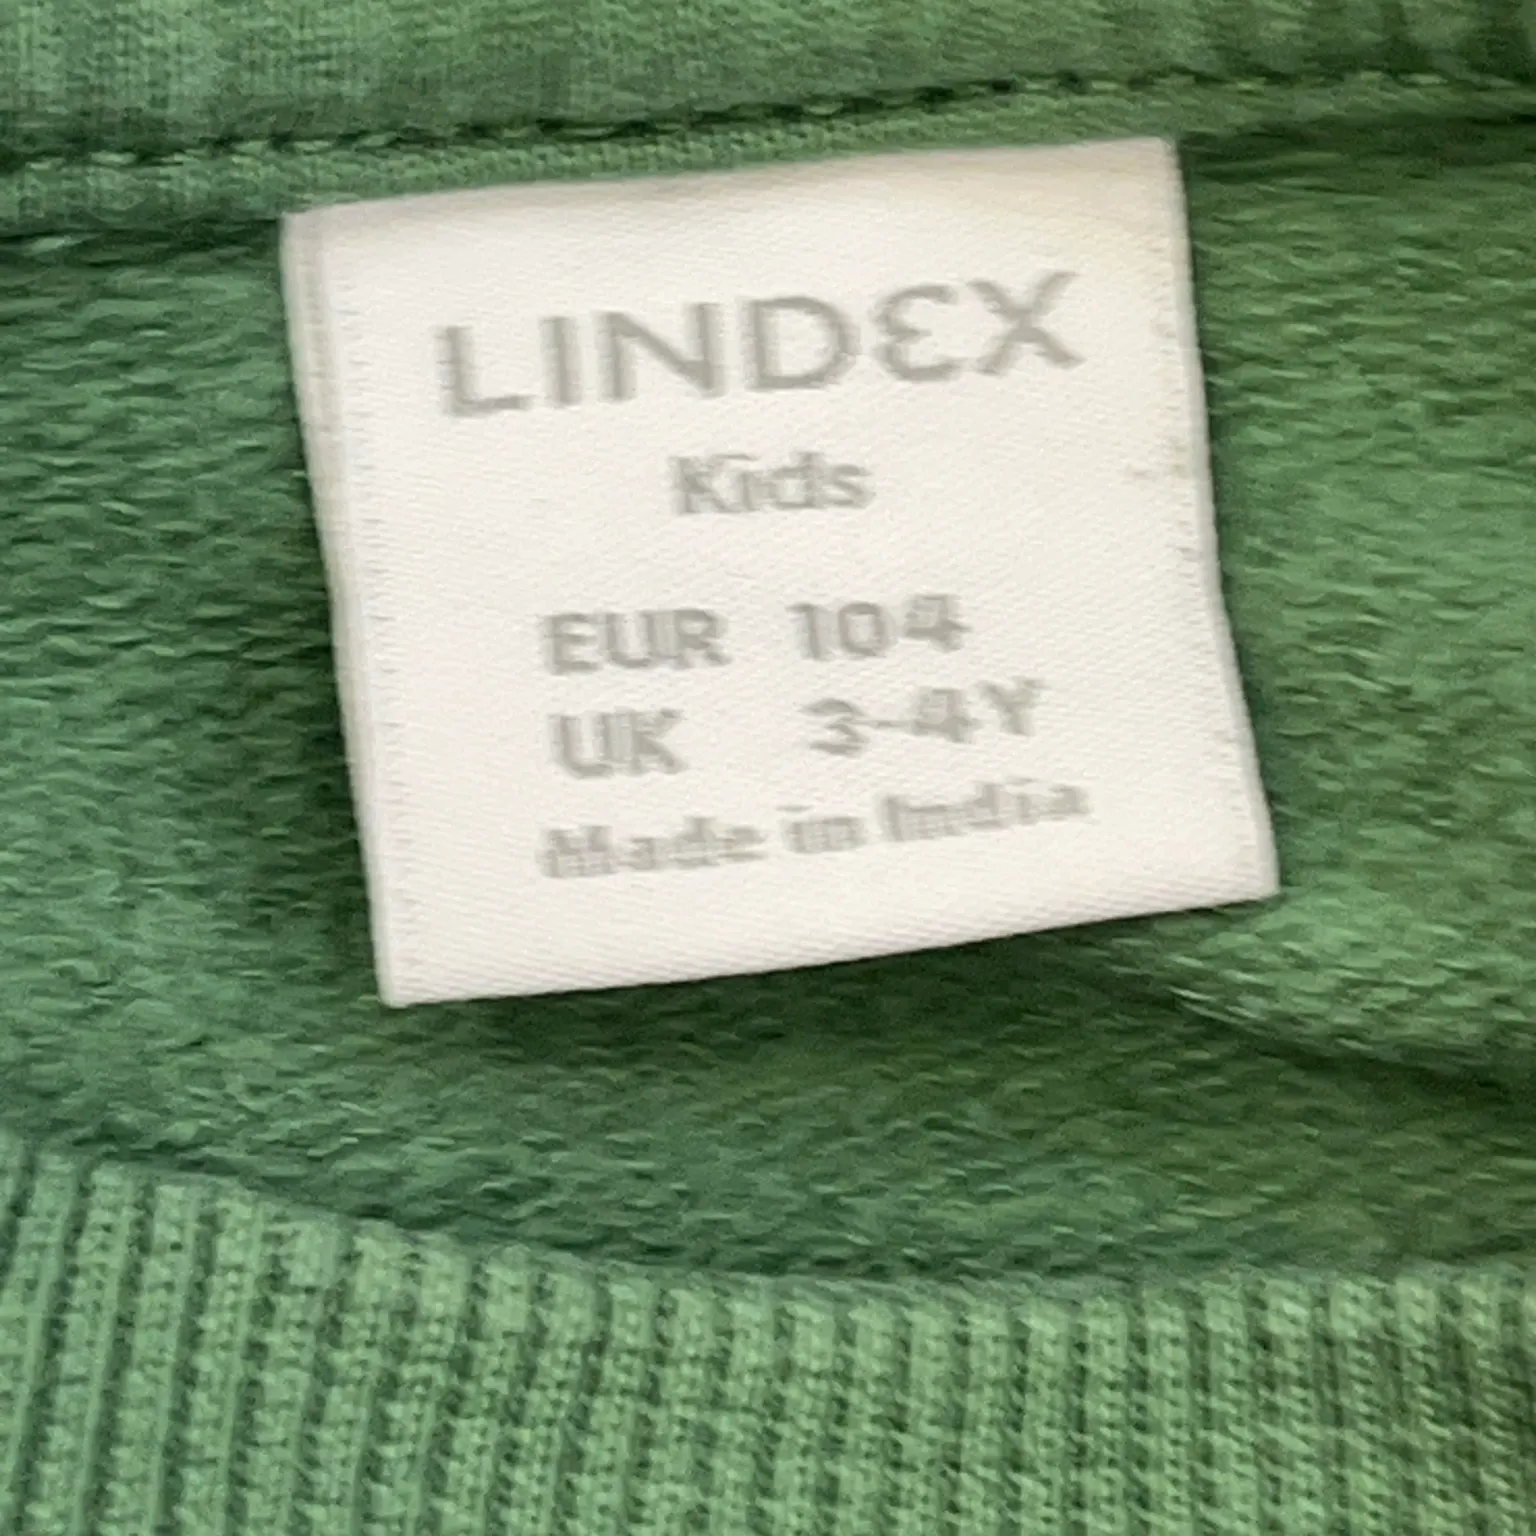 LINDEX
Kids
EUR 104
UK 3-4Y
Made in India